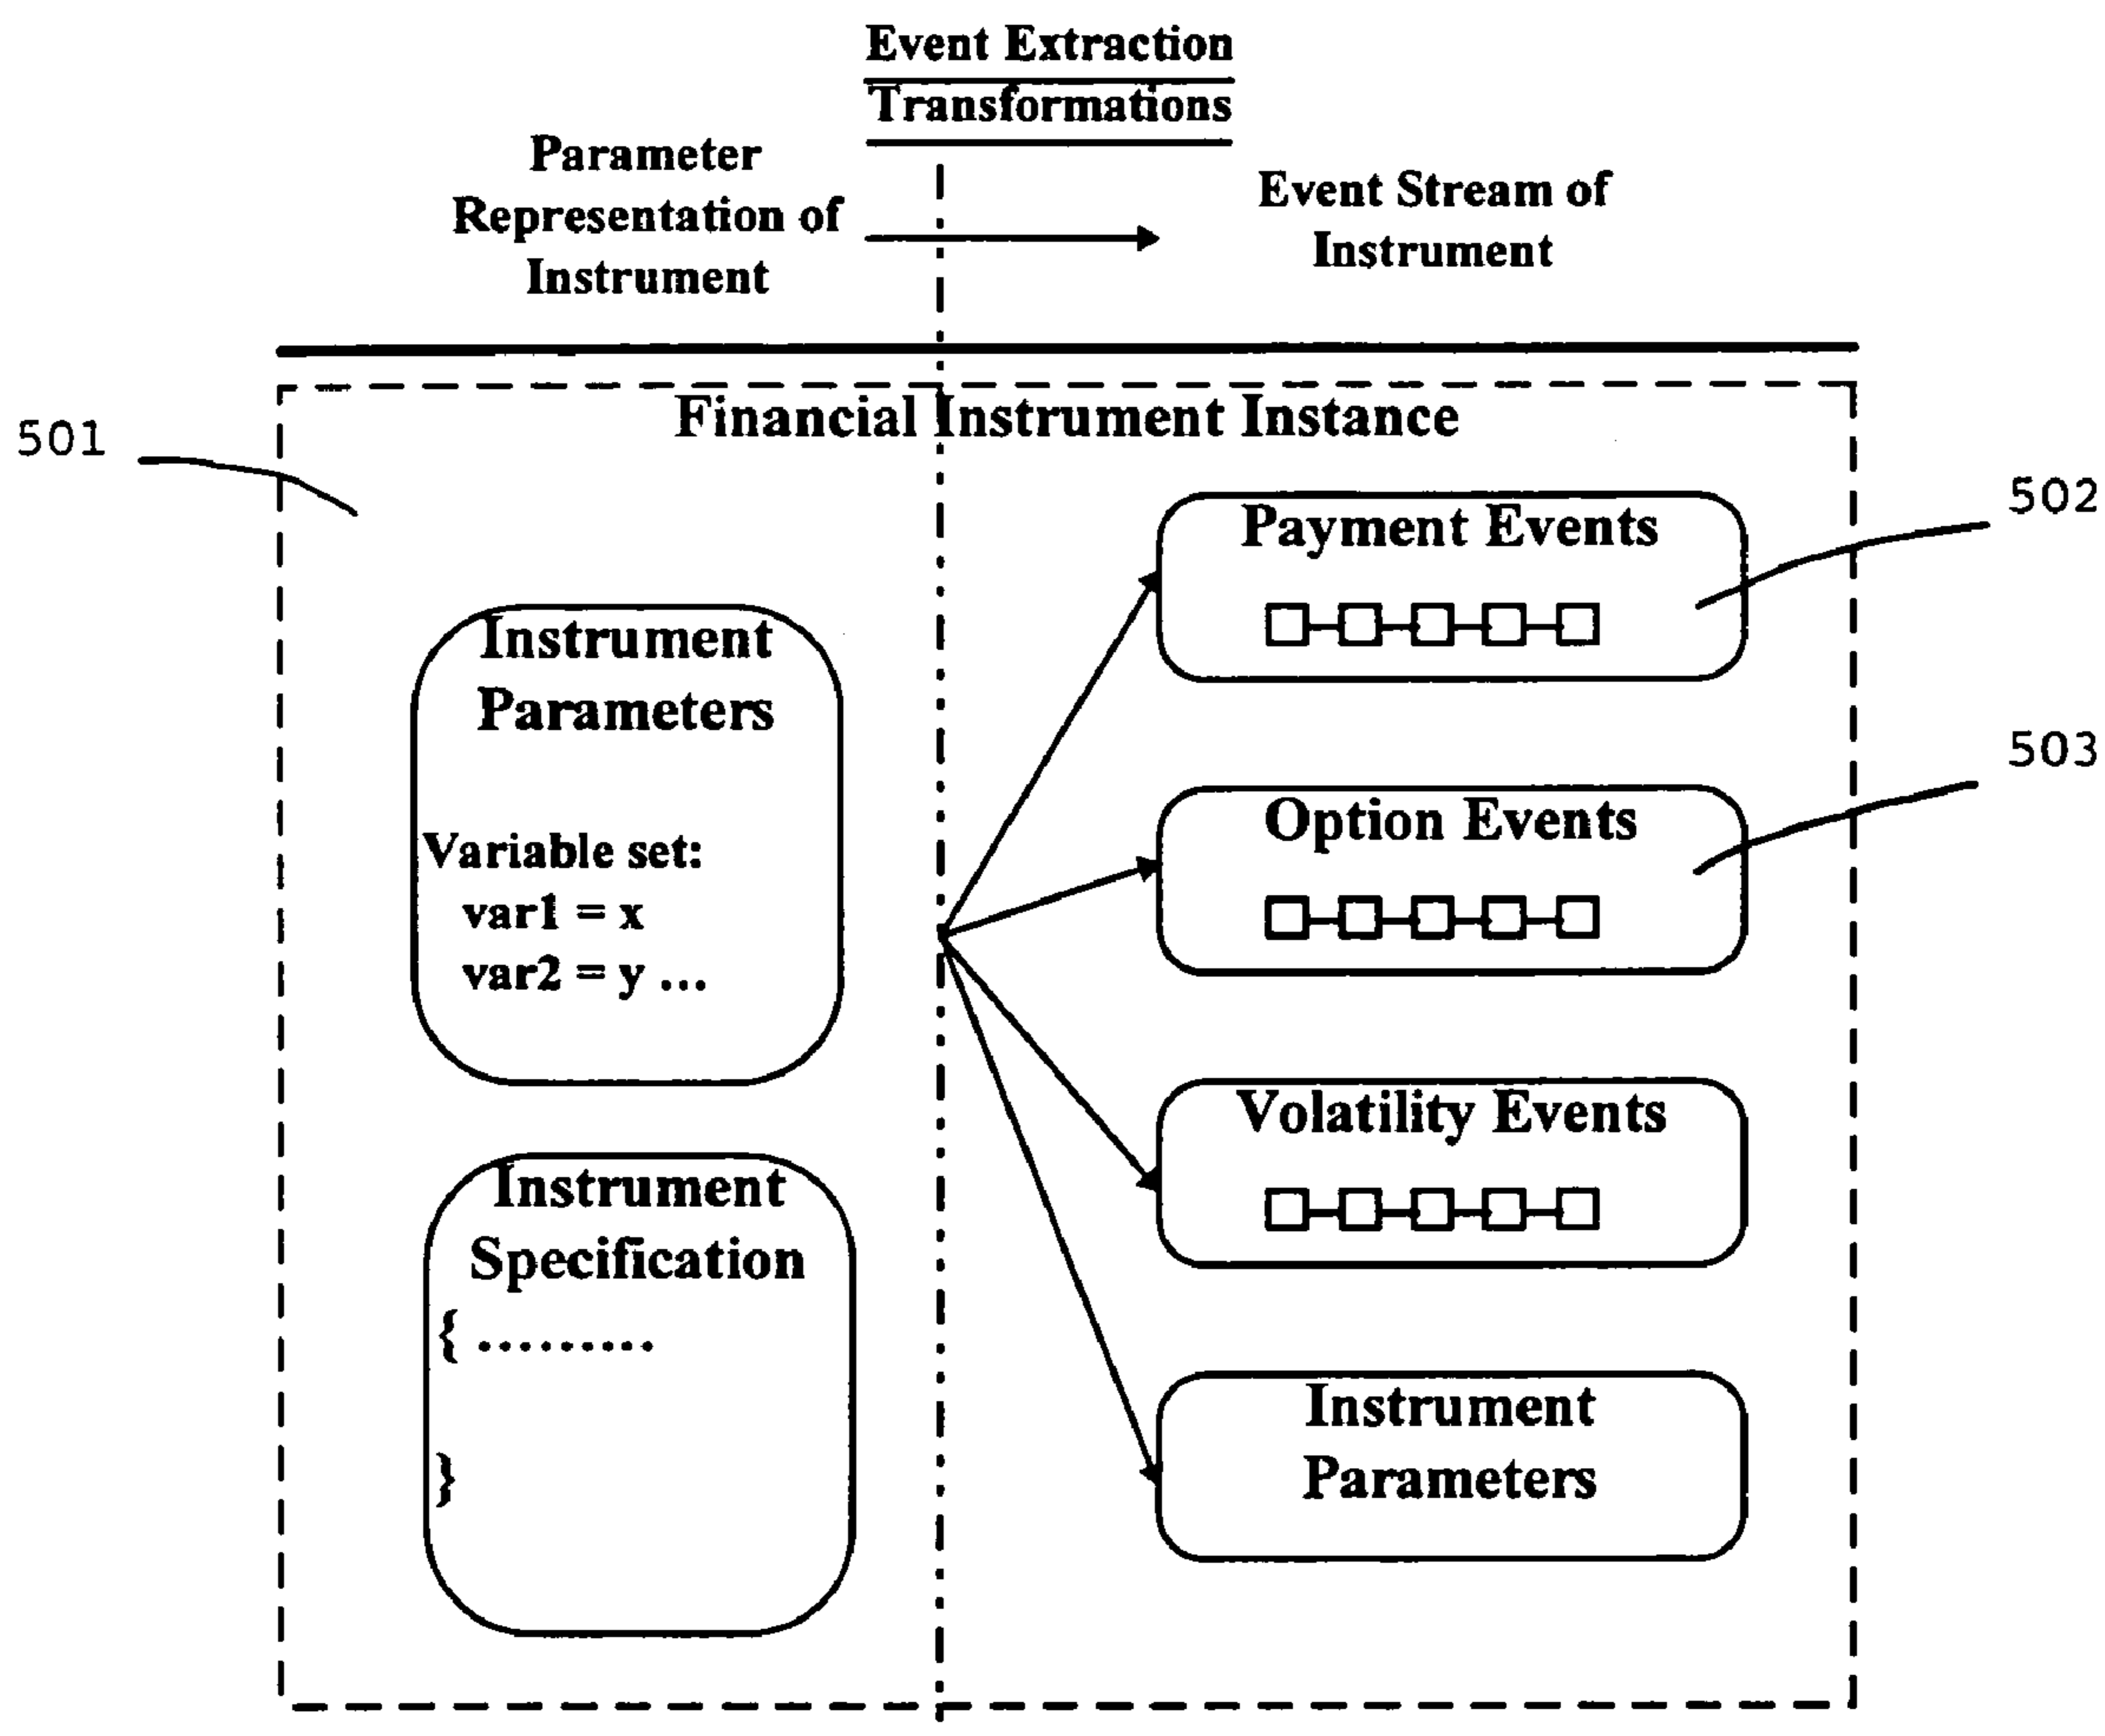 Event Extraction
Transformations
Parameter
Representation of
Instrument
Event Stream of
Instrument
Financial Instrument Instance
501
502
503
Instrument
Parameters
Variable set:
var1 = x
var2 = y ...
Instrument
Specification
{ .........
}
Payment Events
Option Events
Volatility Events
Instrument
Parameters